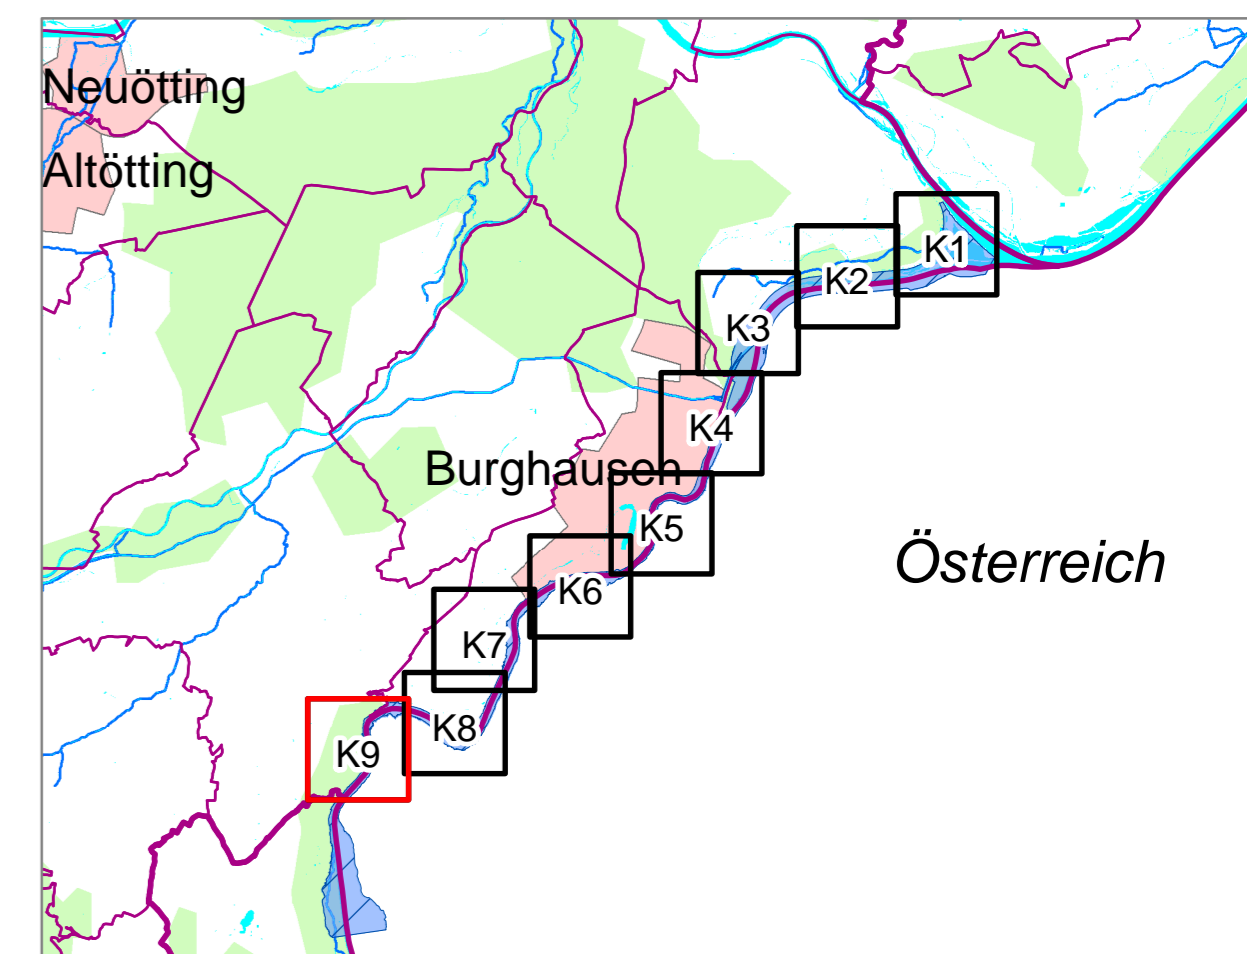 Neuötting
Altötting
K1
K2
K3
K4
Burghausen
K5
Österreich
K6
K7
K8
K9